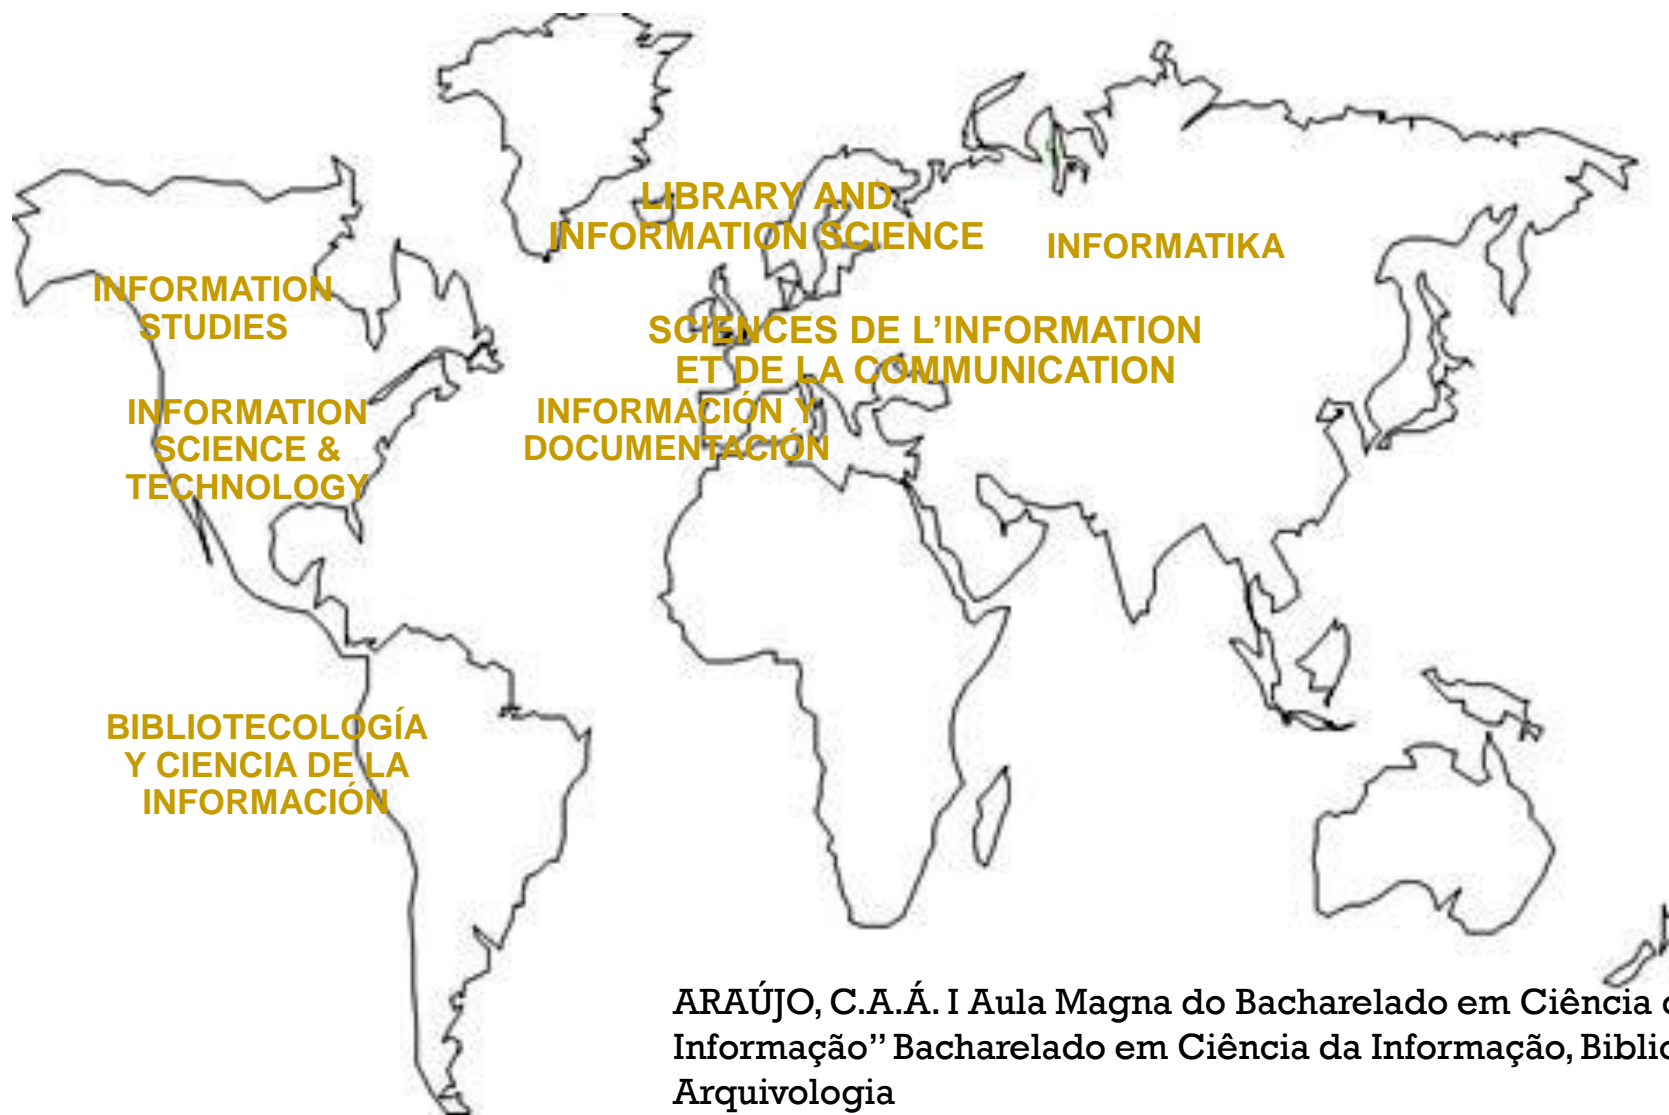 LIBRARY AND
INFORMATION SCIENCE
INFORMATIKA
INFORMATION
STUDIES
SCIENCES DE L’INFORMATION
ET DE LA COMMUNICATION
INFORMATION
SCIENCE &
TECHNOLOGY
INFORMACIÓN Y
DOCUMENTACIÓN
BIBLIOTECOLOGÍA
Y CIENCIA DE LA
INFORMACIÓN
ARAÚJO, C.A.Á. I Aula Magna do Bacharelado em Ciência
Informação” Bacharelado em Ciência da Informação,
Arquivologia